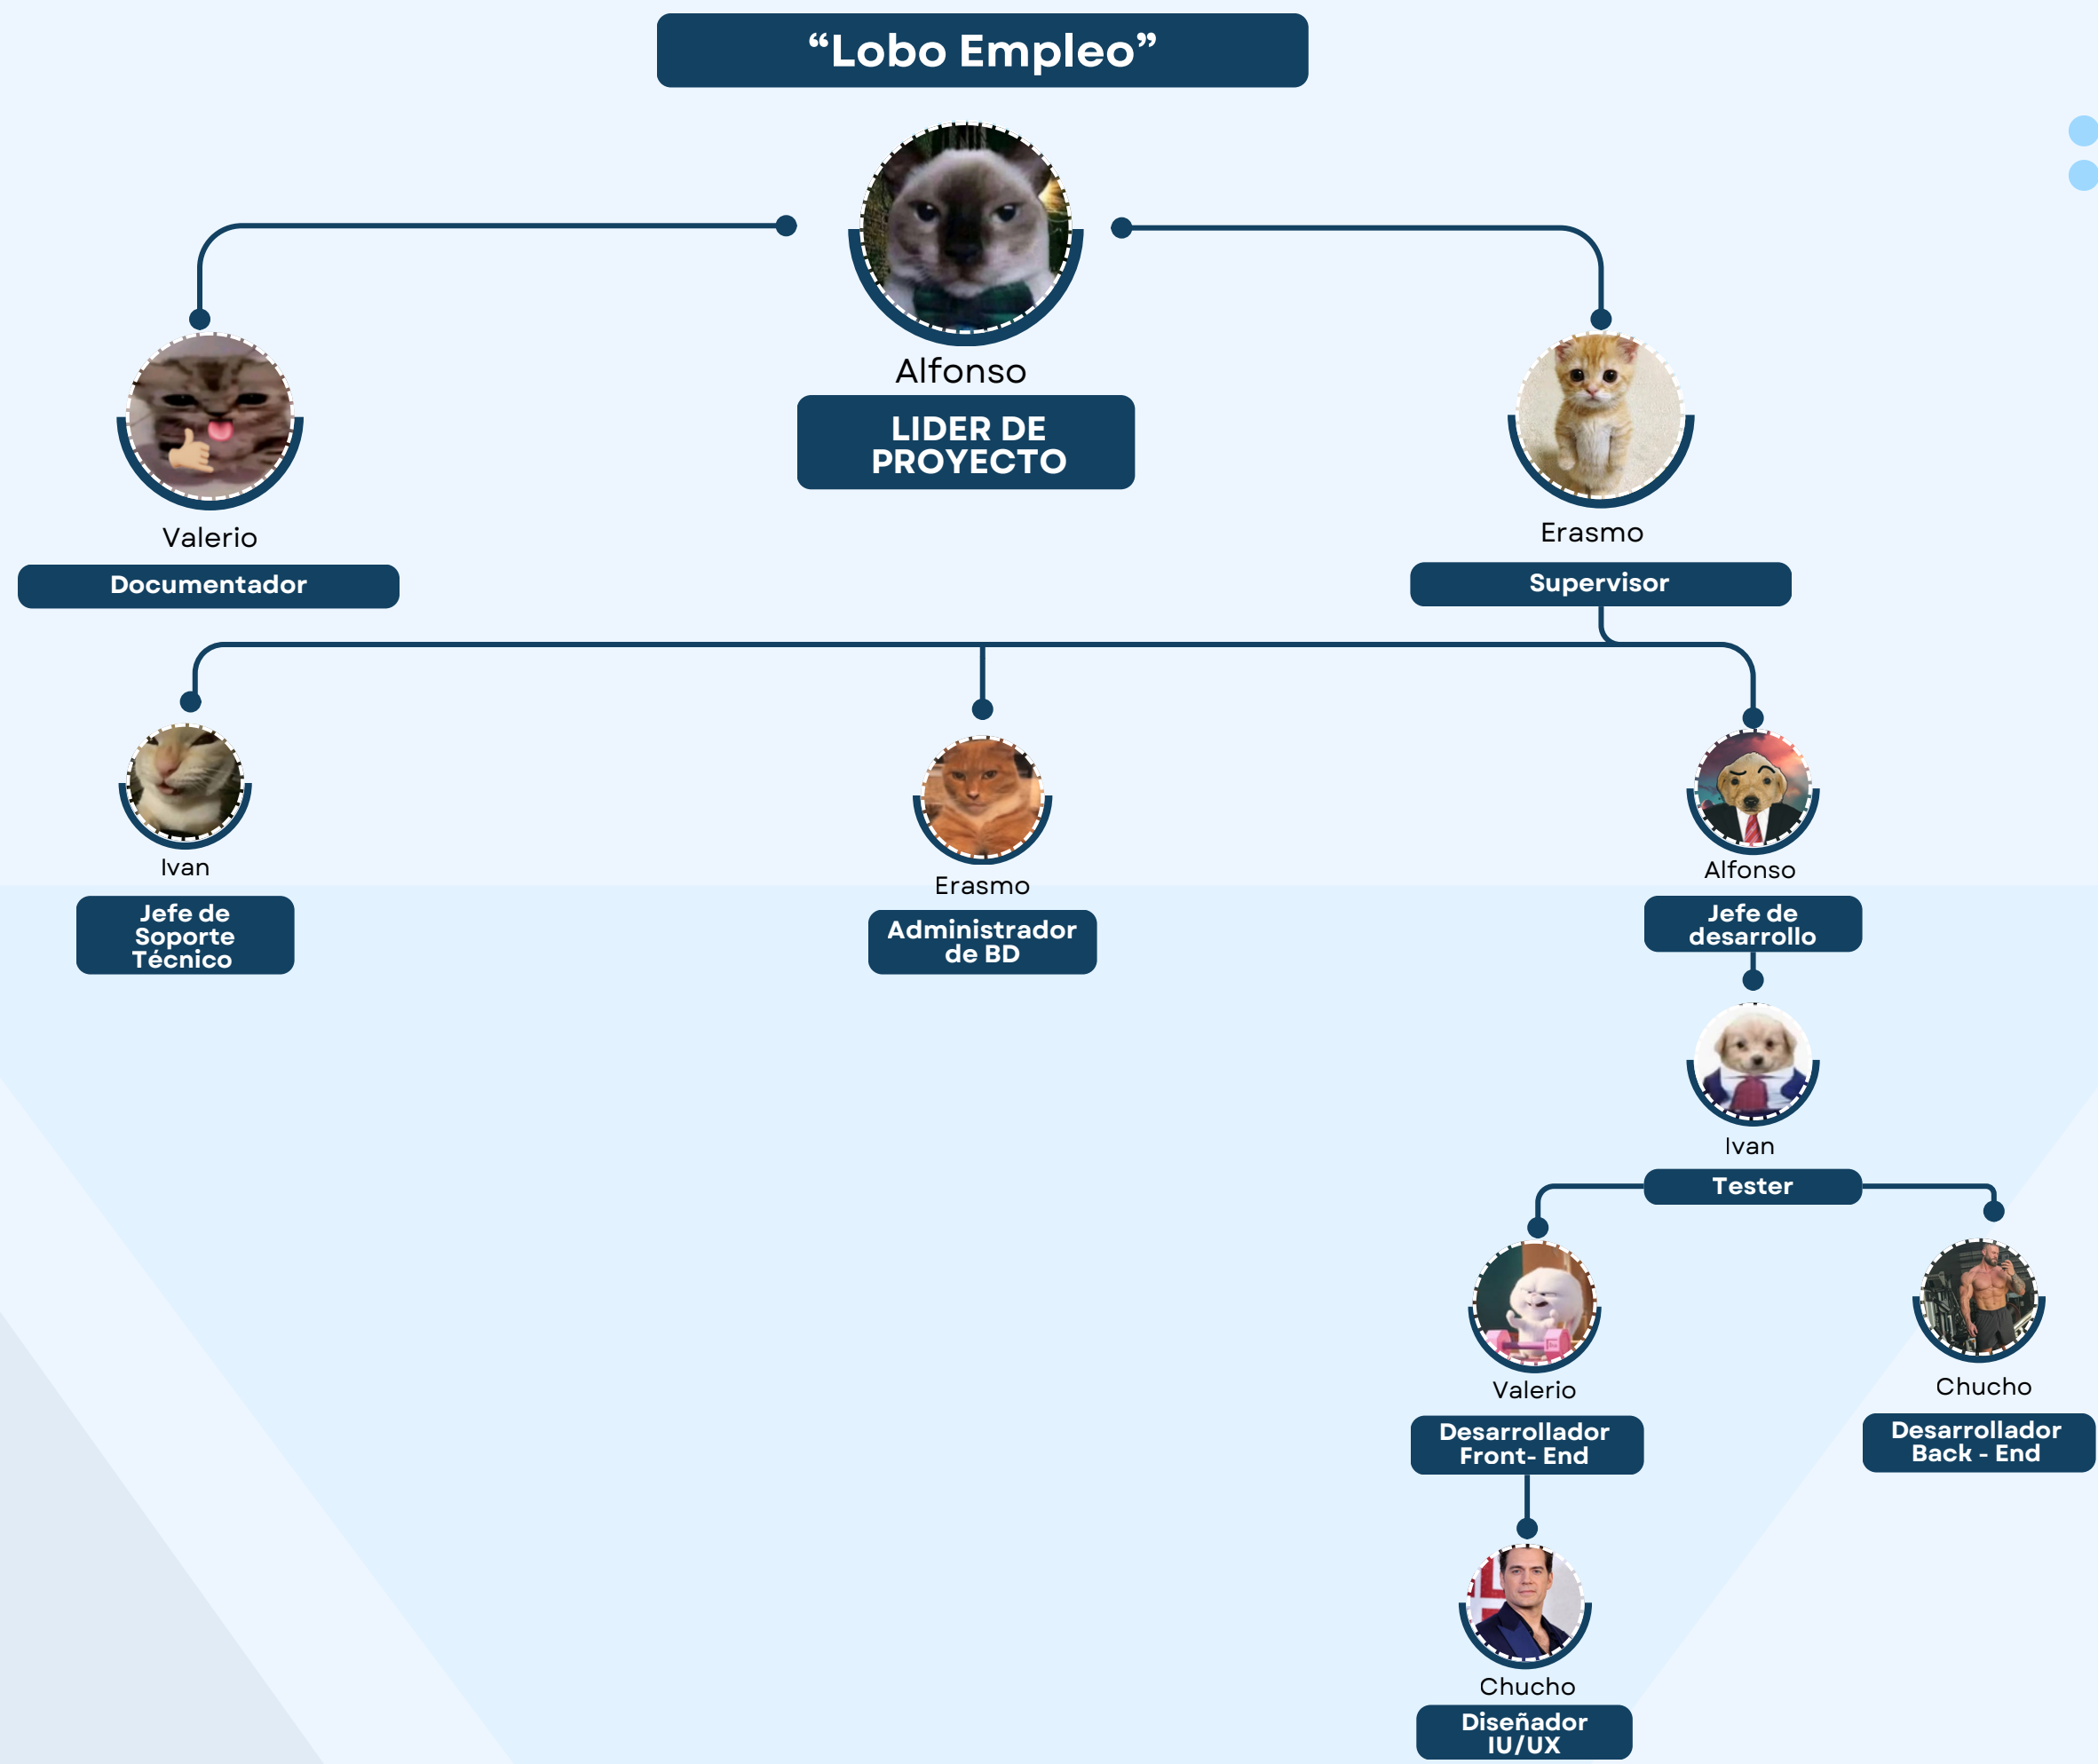 “Lobo Empleo”
Alfonso
LIDER DE
PROYECTO
Valerio
Documentador
Erasmo
Supervisor
Ivan
Jefe de
Soporte
Técnico
Erasmo
Administrador
de BD
Alfonso
Jefe de
desarrollo
Ivan
Tester
Valerio
Desarrollador
Front- End
Chucho
Desarrollador
Back - End
Chucho
Diseñador
IU/UX